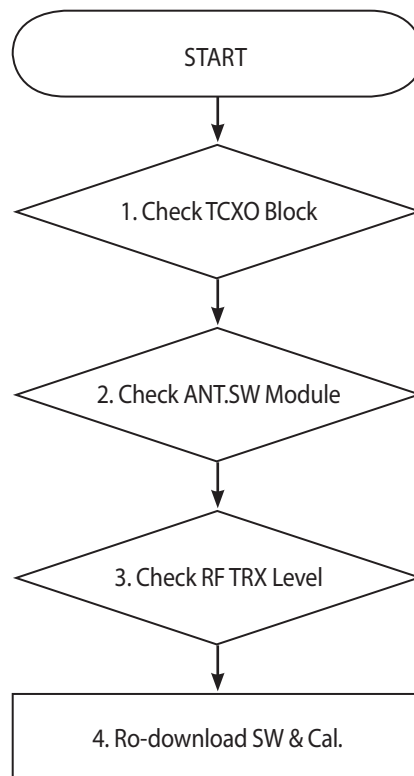 START
1. Check TCXO Block
2. Check ANT.SW Module
3. Check RF TRX Level
4. Ro-download SW & Cal.